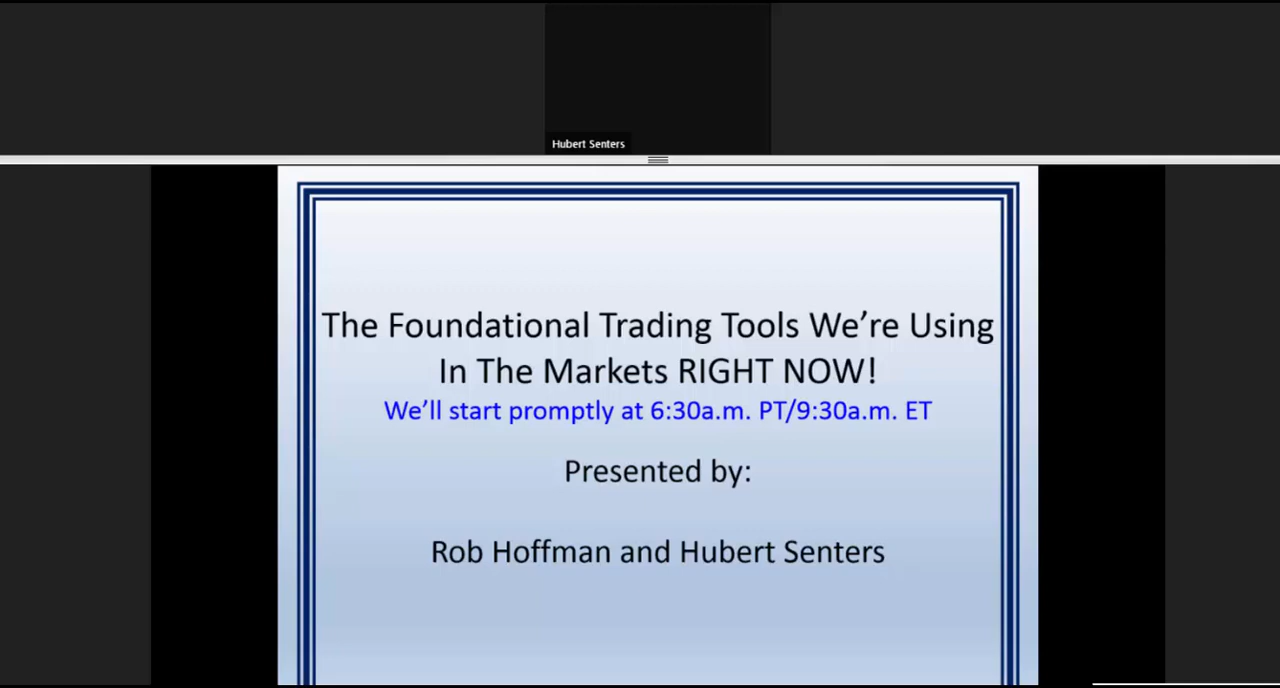 Hubert Senters
The Foundational Trading Tools We’re Using
In The Markets RIGHT NOW!
We’ll start promptly at 6:30a.m. PT/9:30a.m. ET
Presented by:
Rob Hoffman and Hubert Senters